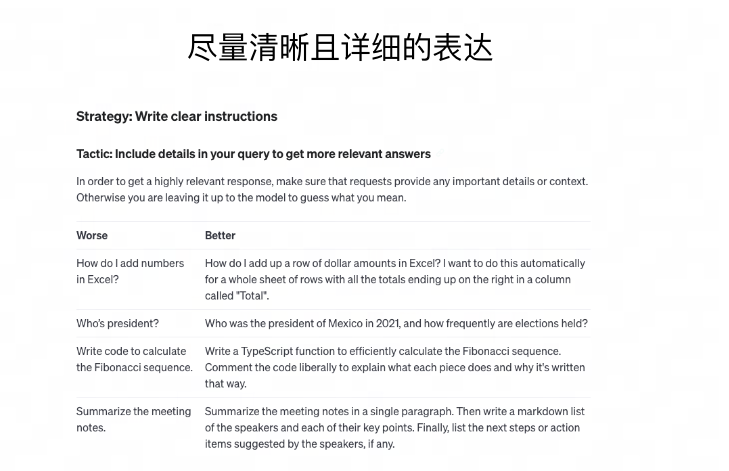 尽量清晰且详细的表达
Strategy: Write clear instructions
Tactic: Include details in your query to get more relevant answers
In order to get a highly relevant response, make sure that requests provide any important details or context.
Otherwise you are leaving it up to the model to guess what you mean.
Worse Better
How do I add numbers
in Excel?
How do I add up a row of dollar amounts in Excel? I want to do this automatically
for a whole sheet of rows with all the totals ending up on the right in a column
called "Total".
Who's president?
Who was the president of Mexico in 2021, and how frequently are elections held?
Write code to calculate
the Fibonacci sequence.
Write a TypeScript function to efficiently calculate the Fibonacci sequence.
Comment the code liberally to explain what each piece does and why it's written
that way.
Summarize the meeting
notes.
Summarize the meeting notes in a single paragraph. Then write a markdown list
of the speakers and each of their key points. Finally, list the next steps or action
items suggested by the speakers, if any.